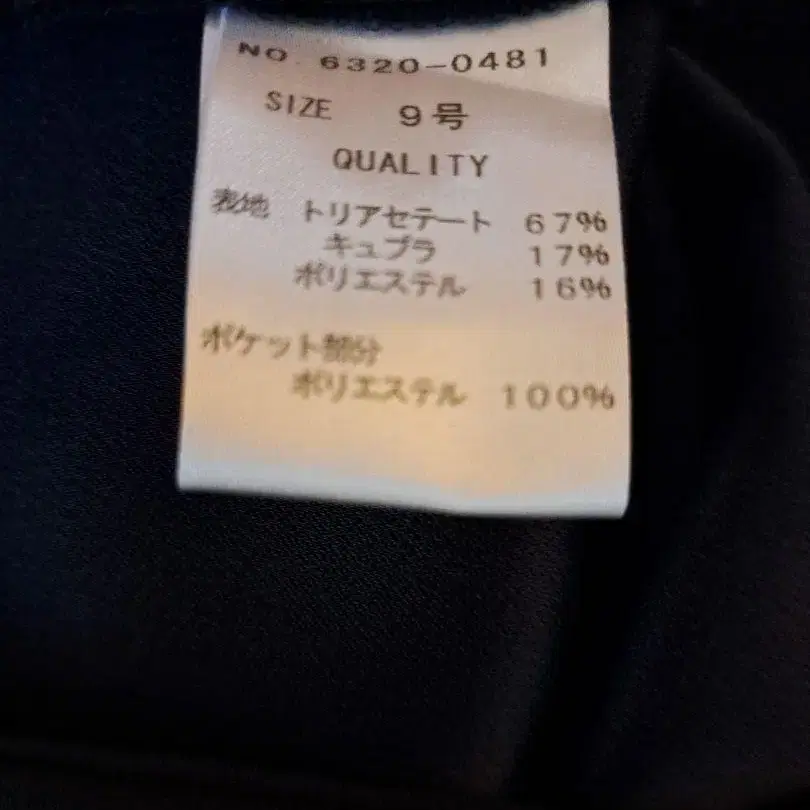 NO. 6320-0481
SIZE 9号
QUALITY
表地 トリアセテート 67%
キュプラ 17%
ポリエステル 16%
ポケット部分
ポリエステル 100%